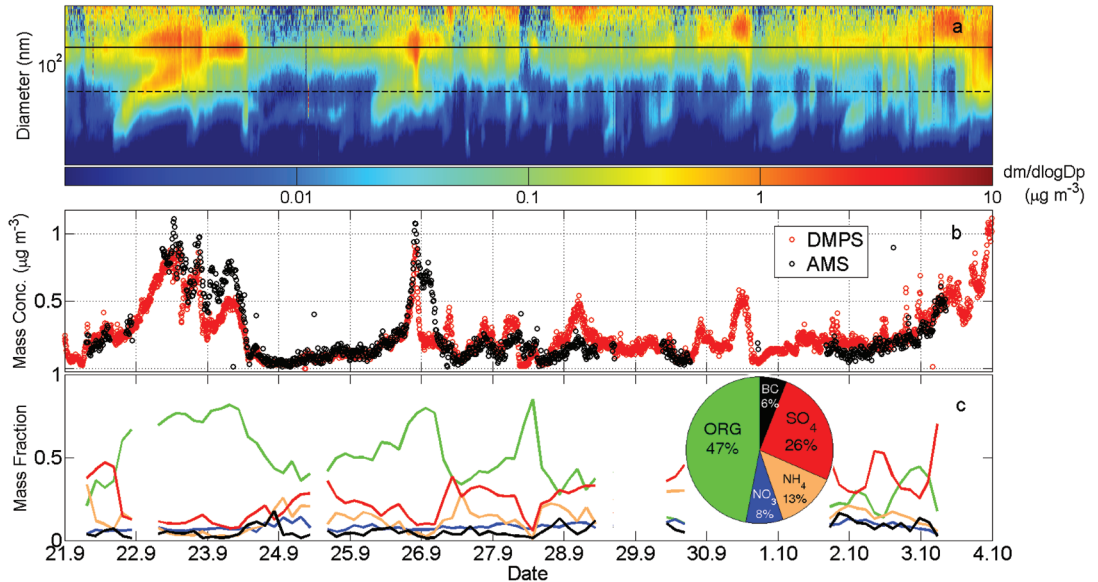 a
Diameter (nm)
10²
0.01 0.1 1 10
dm/dlogDp
(µg m⁻³)
b
Mass Conc. (µg m⁻³)
1
0.5
1
DMPS
AMS
c
Mass Fraction
1
0.5
0
BC
6%
SO₄
26%
NH₄
13%
NO₃
8%
ORG
47%
21.9 22.9 23.9 24.9 25.9 26.9 27.9 28.9 29.9 30.9 1.10 2.10 3.10 4.10
Date